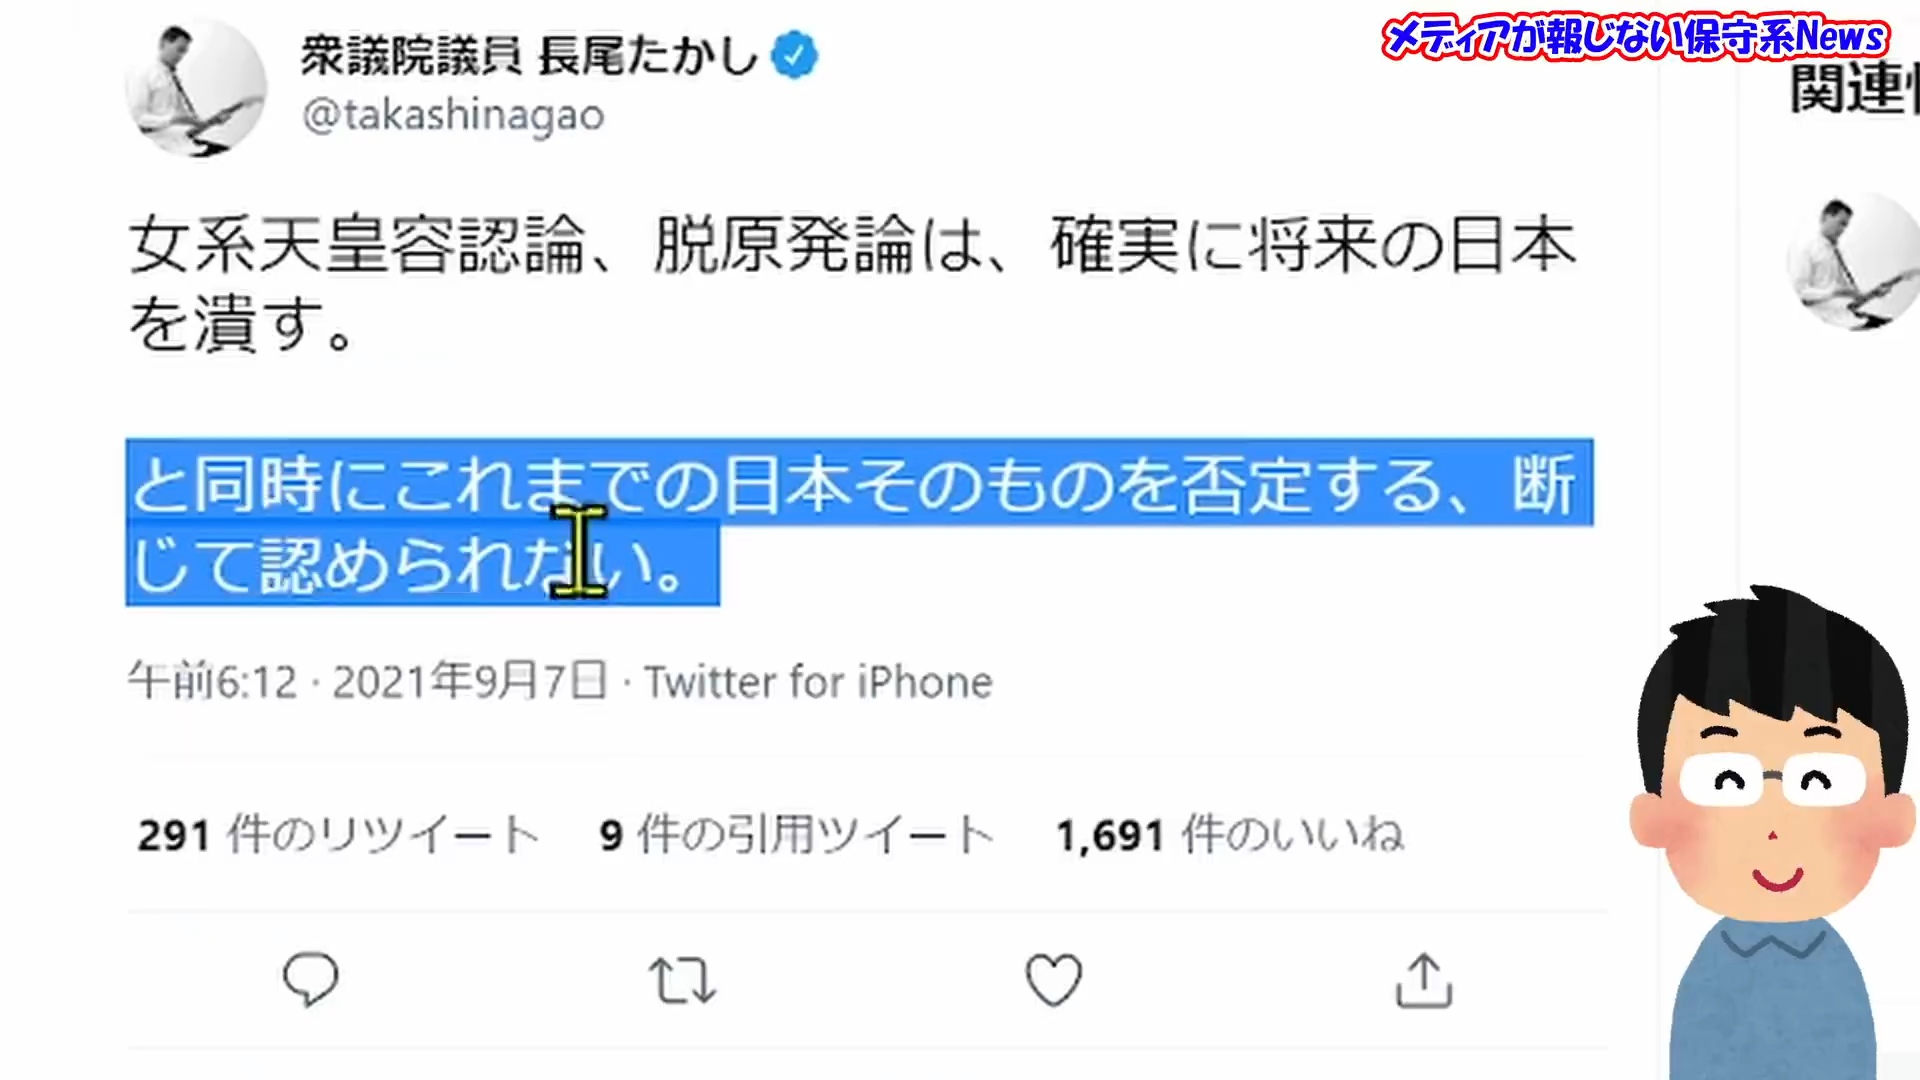 メディアが報じない保守系News
衆議院議員 長尾たかし
@takashinagao
関連
女系天皇容認論、脱原発論は、確実に将来の日本
を潰す。
と同時にこれまでの日本そのものを否定する、断
じて認められない。
午前6:12 · 2021年9月7日 · Twitter for iPhone
291 件のリツイート 9 件の引用ツイート 1,691 件のいいね